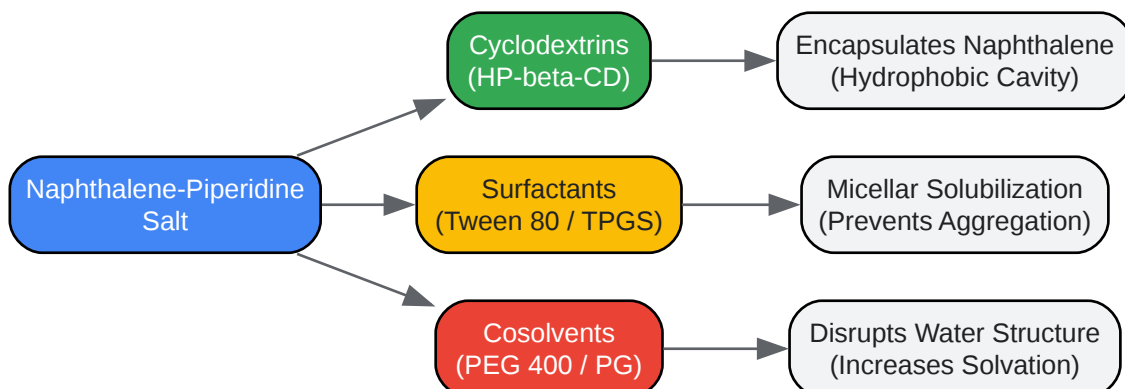 Cyclodextrins
(HP-beta-CD)
Encapsulates Naphthalene
(Hydrophobic Cavity)
Naphthalene-Piperidine
Salt
Surfactants
(Tween 80 / TPGS)
Micellar Solubilization
(Prevents Aggregation)
Cosolvents
(PEG 400 / PG)
Disrupts Water Structure
(Increases Solvation)